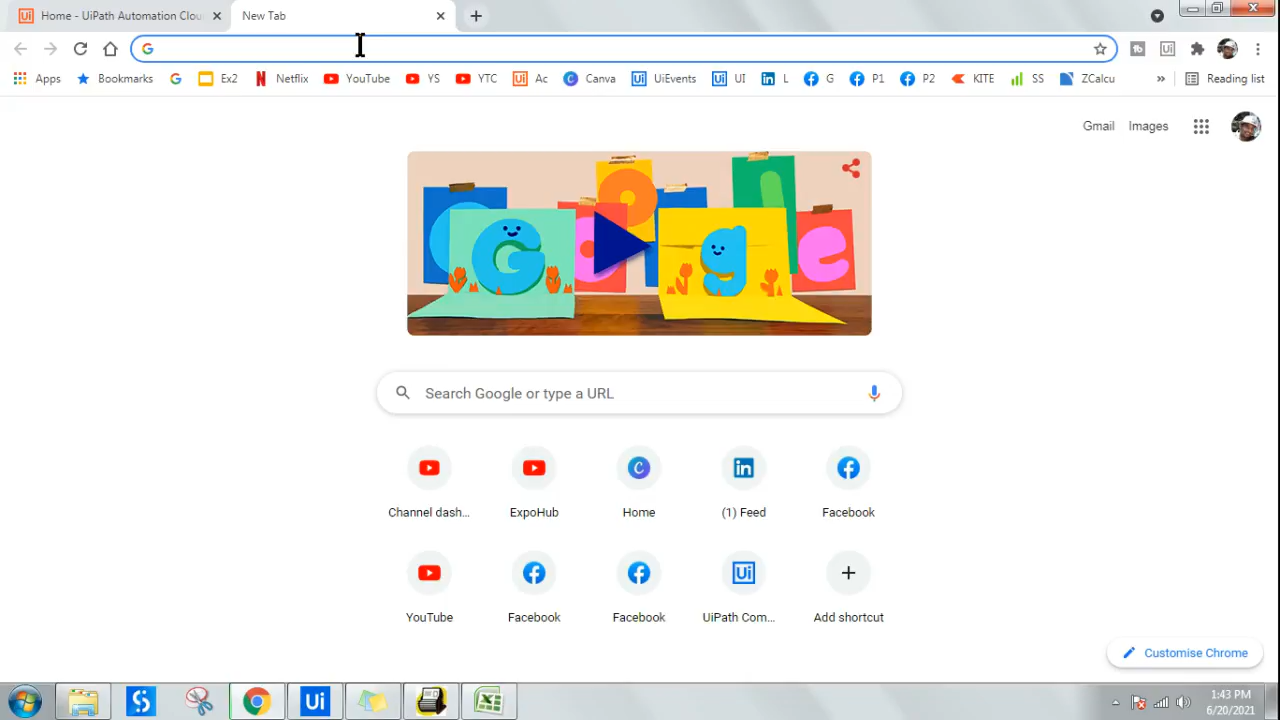 Home - UiPath Automation Clou
New Tab
Apps
Bookmarks
Ex2
Netflix
YouTube
YS
YTC
Ac
Canva
UiEvents
UI
L
G
P1
P2
KITE
SS
ZCalcu
»
Reading list
Gmail
Images
Search Google or type a URL
Channel dash...
ExpoHub
Home
(1) Feed
Facebook
YouTube
Facebook
Facebook
UiPath Com...
Add shortcut
Customise Chrome
1:43 PM
6/20/2021